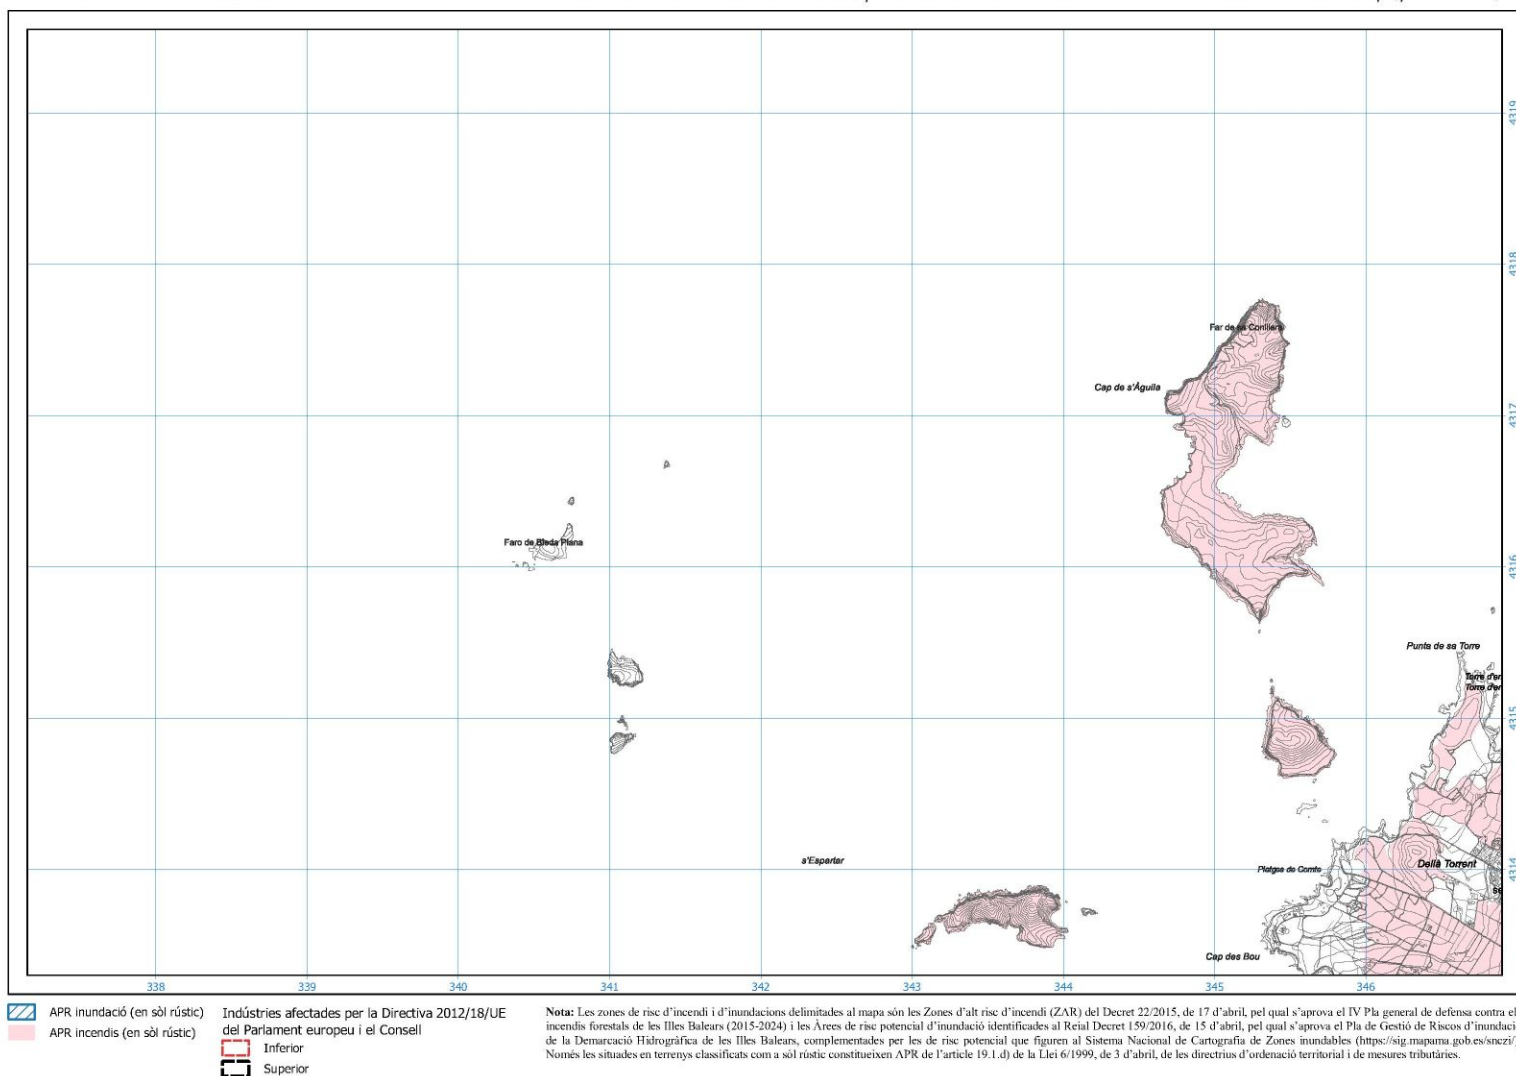 4319
4318
Far de sa Conillera
Cap de s'Àguila
4317
Faro de Bleda Plana
4316
Punta de sa Torre
Torre d'en
Torre d'en
4315
s'Espartar
Platges de Comte
Dellà Torrent
4314
se
Cap des Bou
338
339
340
341
342
343
344
345
346
APR inundació (en sòl rústic)
APR incendis (en sòl rústic)
Indústries afectades per la Directiva 2012/18/UE
del Parlament europeu i el Consell
Inferior
Superior
Nota: Les zones de risc d'incendi i d'inundacions delimitades al mapa són les Zones d'alt risc d'incendi (ZAR) del Decret 22/2015, de 17 d'abril, pel qual s'aprova el IV Pla general de defensa contra el
incendis forestals de les Illes Balears (2015-2024) i les Àrees de risc potencial d'inundació identificades al Reial Decret 159/2016, de 15 d'abril, pel qual s'aprova el Pla de Gestió de Riscos d'inundaci
de la Demarcació Hidrogràfica de les Illes Balears, complementades per les de risc potencial que figuren al Sistema Nacional de Cartografia de Zones inundables (https://sig.mapama.gob.es/snczi/
Només les situades en terrenys classificats com a sòl rústic constitueixen APR de l'article 19.1.d) de la Llei 6/1999, de 3 d'abril, de les directrius d'ordenació territorial i de mesures tributàries.